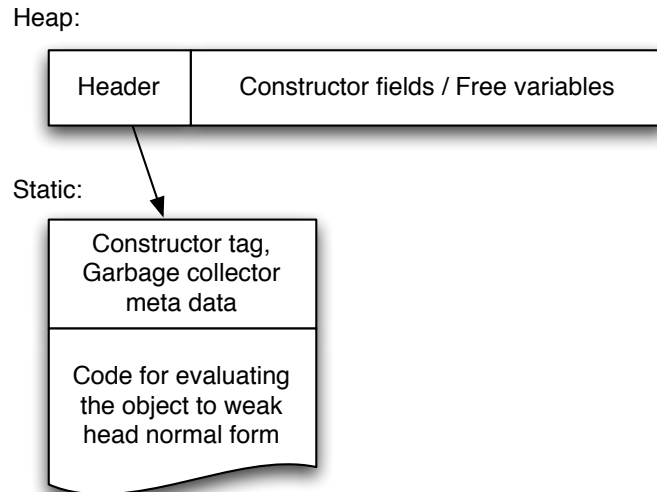 Heap:
Header
Constructor fields / Free variables
Static:
Constructor tag,
Garbage collector
meta data
Code for evaluating
the object to weak
head normal form